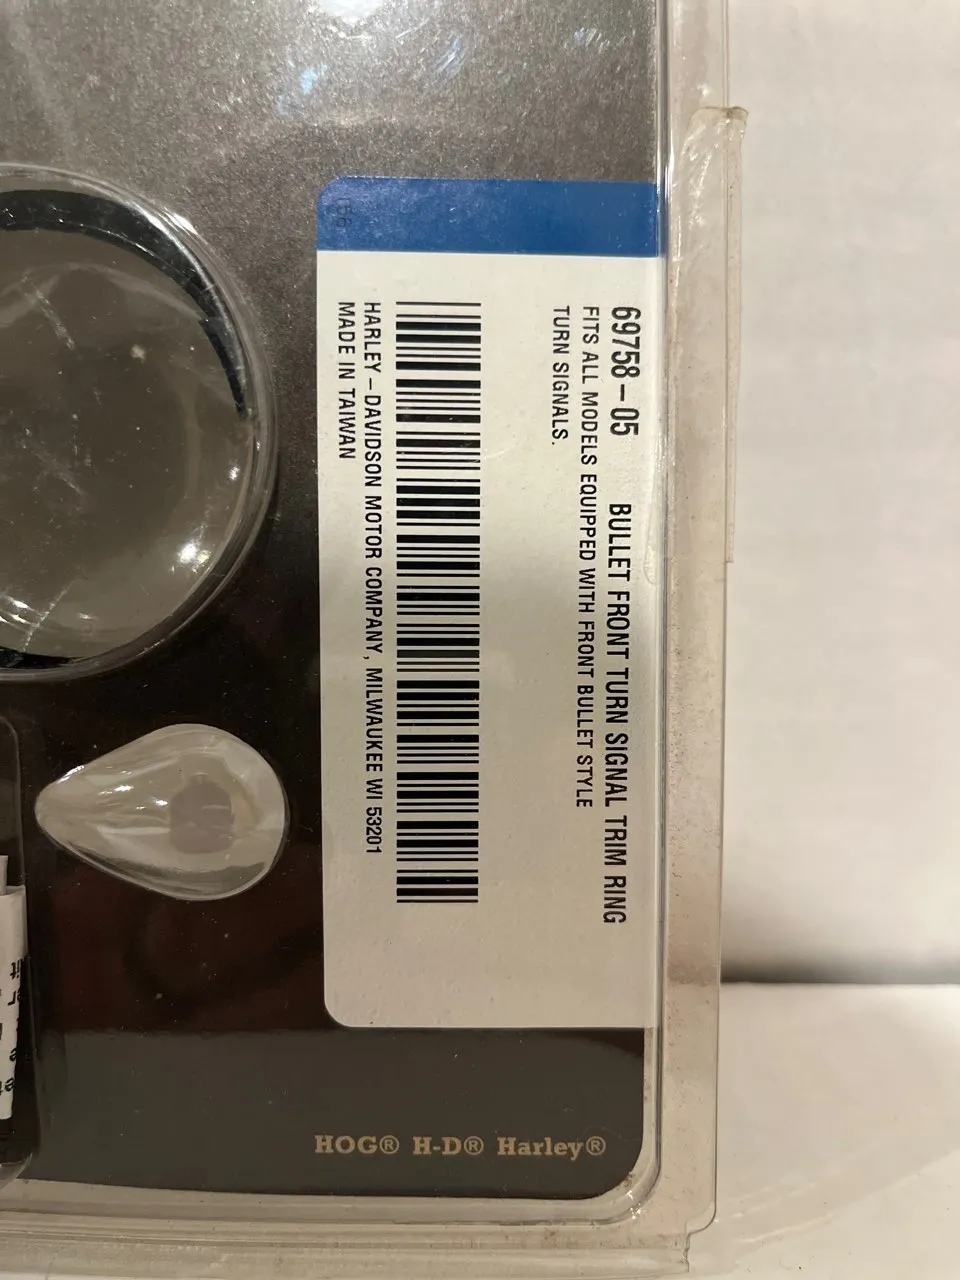 69758-05 BULLET FRONT TURN SIGNAL TRIM RING
FITS ALL MODELS EQUIPPED WITH FRONT BULLET STYLE
TURN SIGNALS.
HARLEY-DAVIDSON MOTOR COMPANY, MILWAUKEE WI 53201
MADE IN TAIWAN
HOG® H-D® Harley®